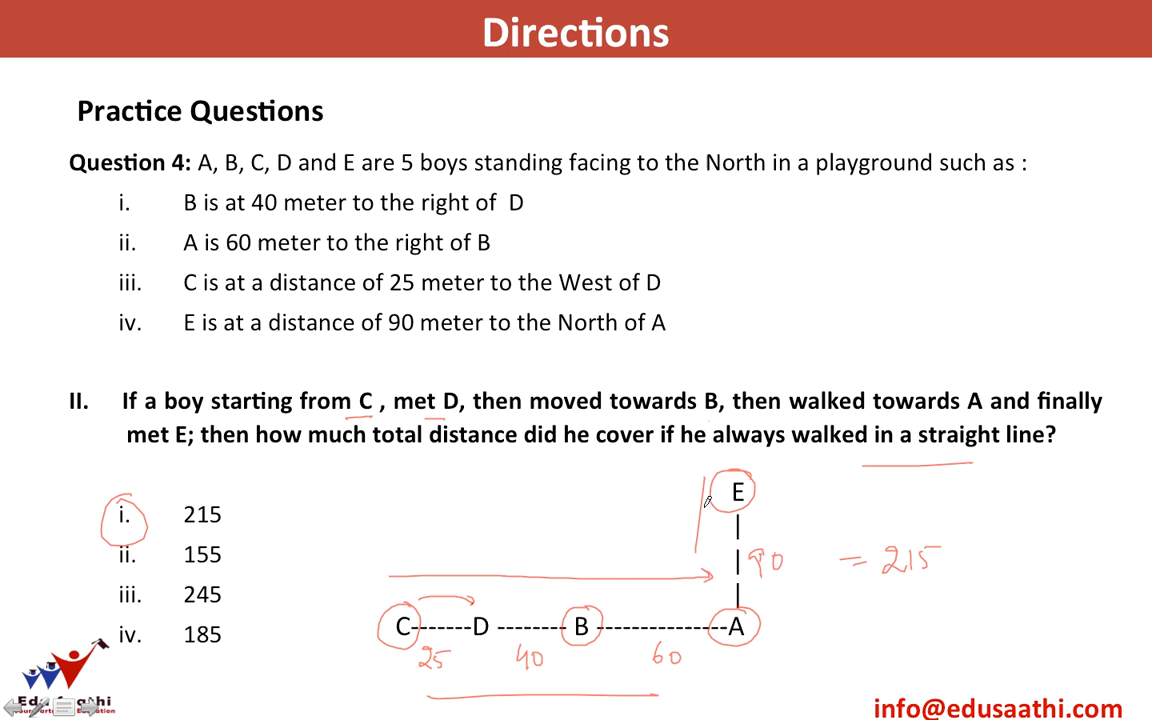 Directions
Practice Questions
Question 4: A, B, C, D and E are 5 boys standing facing to the North in a playground such as :
i. B is at 40 meter to the right of D
ii. A is 60 meter to the right of B
iii. C is at a distance of 25 meter to the West of D
iv. E is at a distance of 90 meter to the North of A
II. If a boy starting from C , met D, then moved towards B, then walked towards A and finally
met E; then how much total distance did he cover if he always walked in a straight line?
E
i. 215
ii. 155
90 = 215
iii. 245
iv. 185
C-------D --------B---------------A
25 40 60
info@edusaathi.com